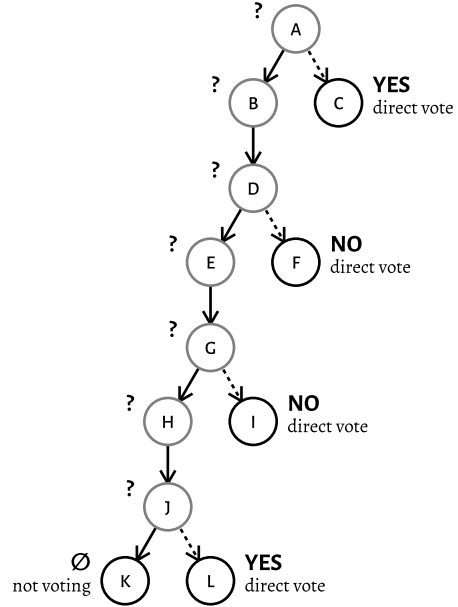 ?
A
?
B
C
YES
direct vote
?
D
?
E
F
NO
direct vote
?
G
?
H
I
NO
direct vote
?
J
∅
not voting
K
L
YES
direct vote